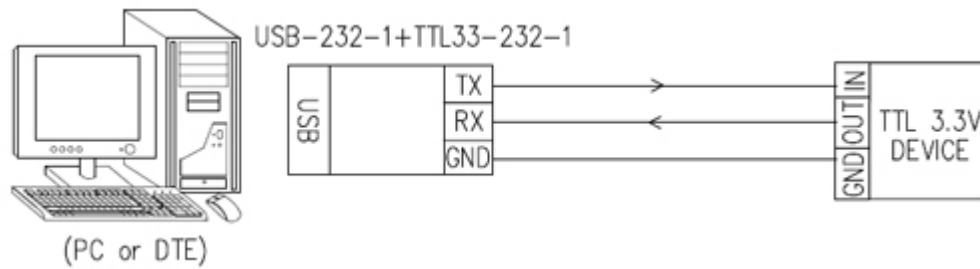 USB-232-1+TTL33-232-1
USB
TX
RX
GND
IN
OUT
GND
TTL 3.3V
DEVICE
(PC or DTE)